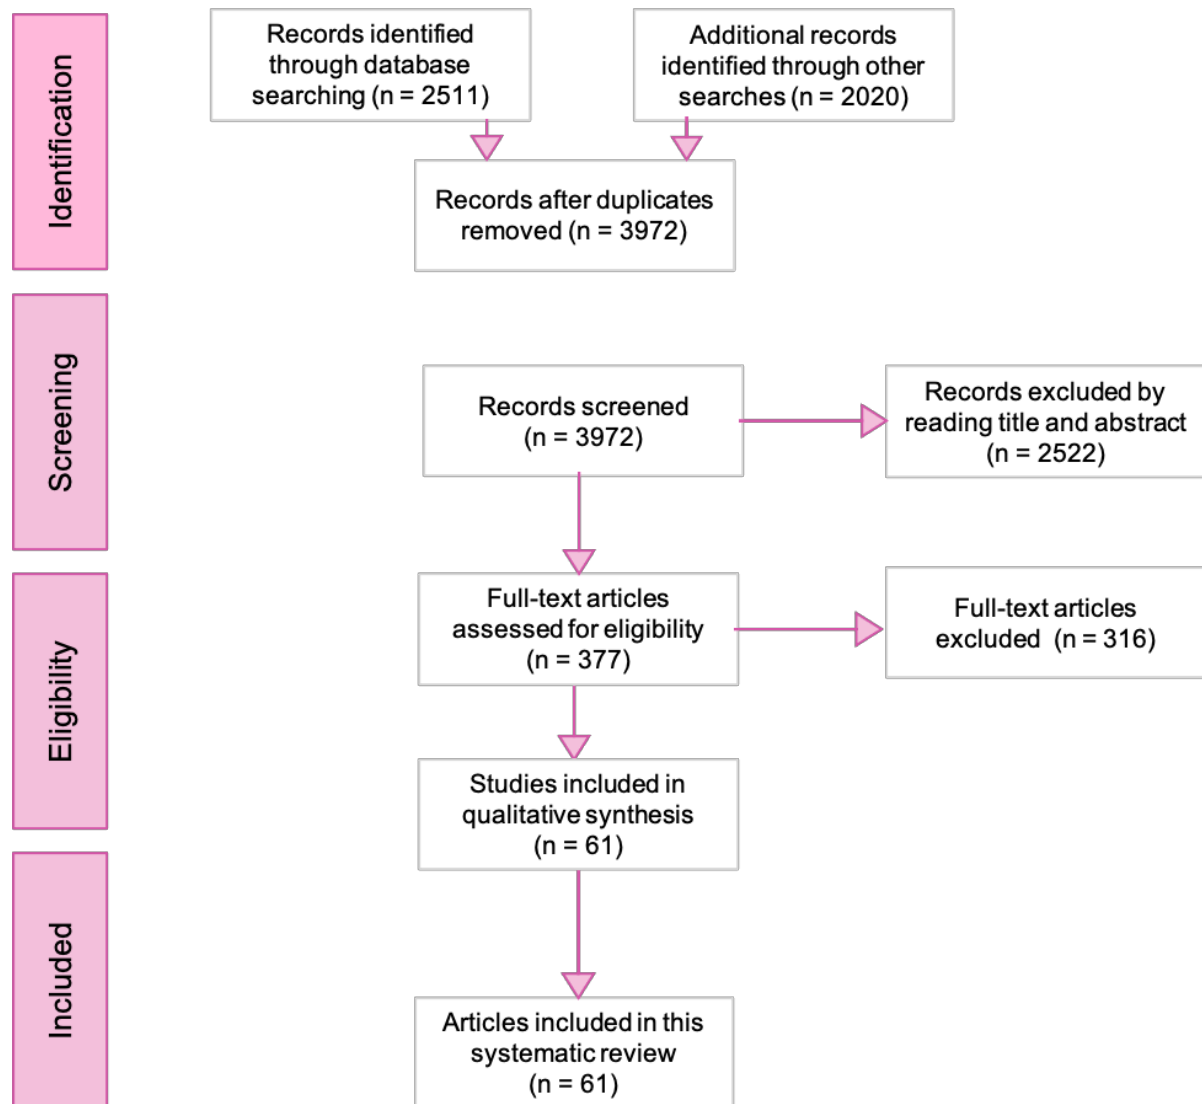 Identification
Records identified
through database
searching (n = 2511)
Additional records
identified through other
searches (n = 2020)
Records after duplicates
removed (n = 3972)
Screening
Records screened
(n = 3972)
Records excluded by
reading title and abstract
(n = 2522)
Eligibility
Full-text articles
assessed for eligibility
(n = 377)
Full-text articles
excluded (n = 316)
Studies included in
qualitative synthesis
(n = 61)
Included
Articles included in this
systematic review
(n = 61)